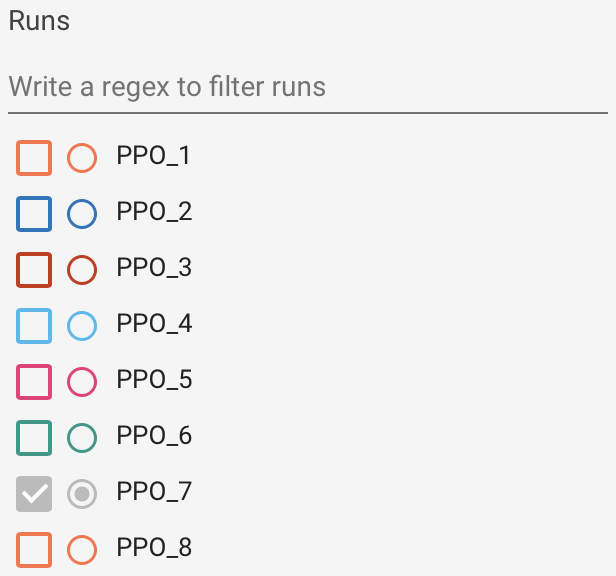 Runs
Write a regex to filter runs
PPO_1
PPO_2
PPO_3
PPO_4
PPO_5
PPO_6
PPO_7
PPO_8